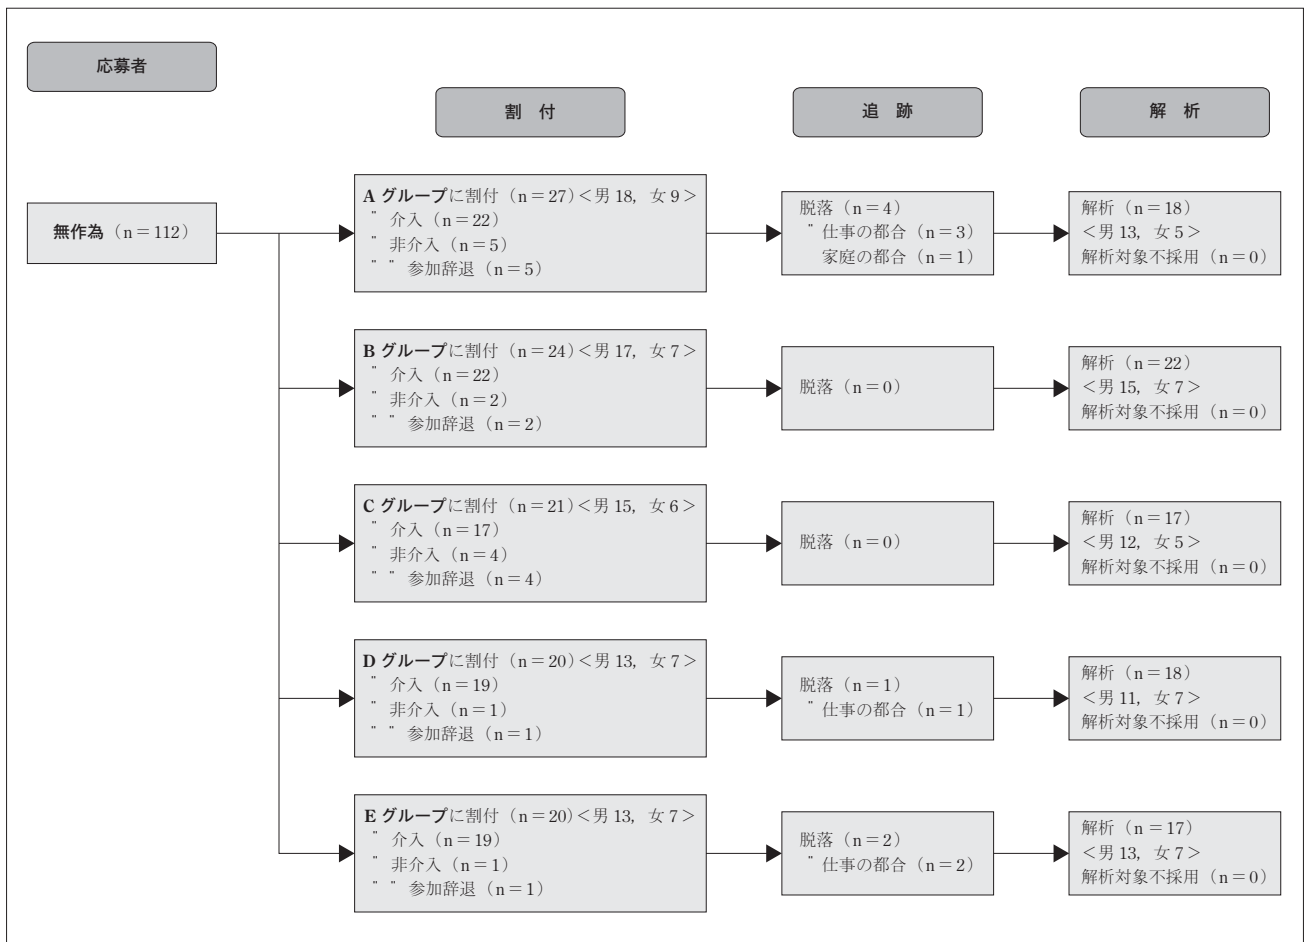 応募者
割 付
追 跡
解 析
無作為（n＝112）
A グループに割付（n＝27）＜男 18，女 9＞
" 介入（n＝22）
" 非介入（n＝5）
" " 参加辞退（n＝5）
脱落（n＝4）
" 仕事の都合（n＝3）
家庭の都合（n＝1）
解析（n＝18）
＜男 13，女 5＞
解析対象不採用（n＝0）
B グループに割付（n＝24）＜男 17，女 7＞
" 介入（n＝22）
" 非介入（n＝2）
" " 参加辞退（n＝2）
脱落（n＝0）
解析（n＝22）
＜男 15，女 7＞
解析対象不採用（n＝0）
C グループに割付（n＝21）＜男 15，女 6＞
" 介入（n＝17）
" 非介入（n＝4）
" " 参加辞退（n＝4）
脱落（n＝0）
解析（n＝17）
＜男 12，女 5＞
解析対象不採用（n＝0）
D グループに割付（n＝20）＜男 13，女 7＞
" 介入（n＝19）
" 非介入（n＝1）
" " 参加辞退（n＝1）
脱落（n＝1）
" 仕事の都合（n＝1）
解析（n＝18）
＜男 11，女 7＞
解析対象不採用（n＝0）
E グループに割付（n＝20）＜男 13，女 7＞
" 介入（n＝19）
" 非介入（n＝1）
" " 参加辞退（n＝1）
脱落（n＝2）
" 仕事の都合（n＝2）
解析（n＝17）
＜男 13，女 7＞
解析対象不採用（n＝0）